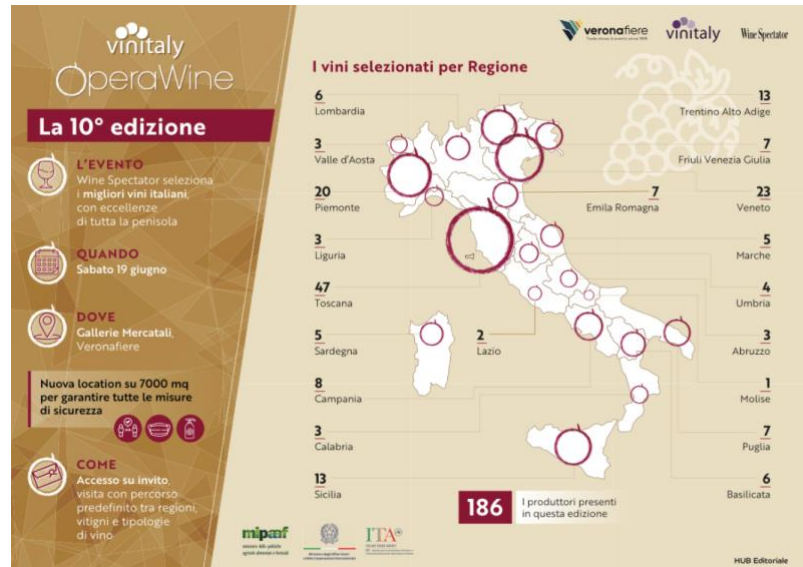 vinitaly
OperaWine
La 10° edizione
L'EVENTO
Wine Spectator seleziona
i migliori vini italiani,
con eccellenze
di tutta la penisola
QUANDO
Sabato 19 giugno
DOVE
Gallerie Mercatali,
Veronafiere
Nuova location su 7000 mq
per garantire tutte le misure
di sicurezza
COME
Accesso su invito,
visita con percorso
predefinito tra regioni,
vitigni e tipologie
di vino
veronafiere
vinitaly
Wine Spectator
I vini selezionati per Regione
6
Lombardia
3
Valle d'Aosta
20
Piemonte
3
Liguria
47
Toscana
5
Sardegna
8
Campania
3
Calabria
13
Sicilia
2
Lazio
7
Emila Romagna
13
Trentino Alto Adige
7
Friuli Venezia Giulia
23
Veneto
5
Marche
4
Umbria
3
Abruzzo
1
Molise
7
Puglia
6
Basilicata
186
I produttori presenti
in questa edizione
mipaaf
ITA
HUB Editoriale